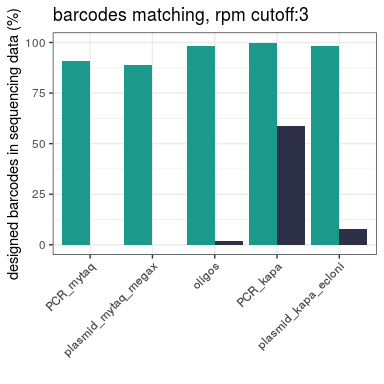 barcodes matching, rpm cutoff:3
designed barcodes in sequencing data (%)
100
75
50
25
0
PCR_mytaq
plasmid_mytaq_megax
oligos
PCR_kapa
plasmid_kapa_ecloni